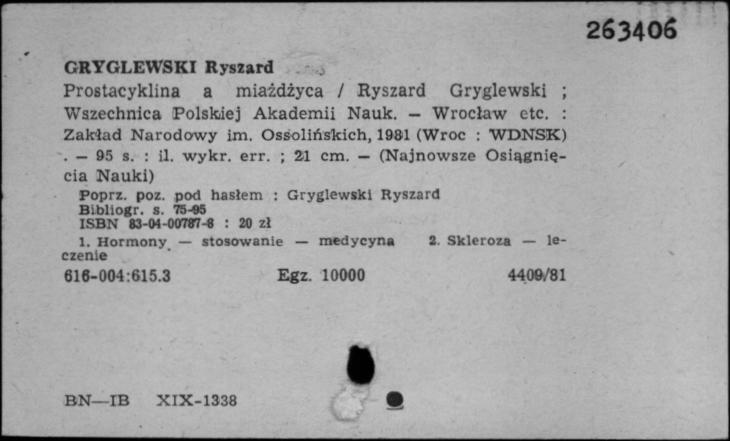 263406
GRYGLEWSKI Ryszard
Prostacyklina a miażdżyca / Ryszard Gryglewski ;
Wszechnica Polskiej Akademii Nauk. — Wrocław etc. :
Zakład Narodowy im. Ossolińskich, 1981 (Wroc : WDNSK)
. — 95 s. : il. wykr. err. ; 21 cm. — (Najnowsze Osiągnię-
cia Nauki)
Poprz. poz. pod hasłem : Gryglewski Ryszard
Bibliogr. s. 75-95
ISBN 83-04-00787-8 : 20 zł
1. Hormony — stosowanie — medycyna 2. Skleroza — le-
czenie
616-004:615.3 Egz. 10000 4409/81
BN—IB XIX-1338